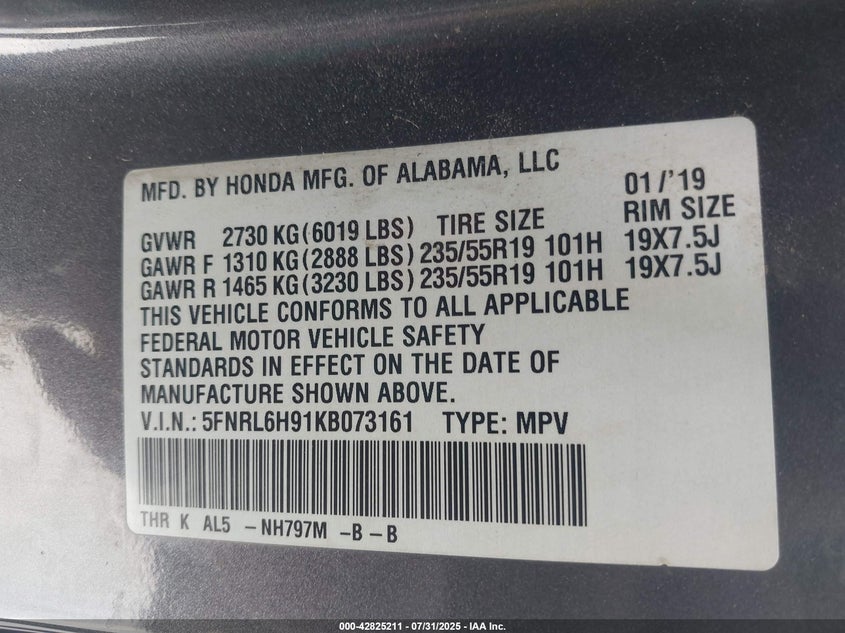 MFD. BY HONDA MFG. OF ALABAMA, LLC 01/'19
GVWR 2730 KG (6019 LBS) TIRE SIZE RIM SIZE
GAWR F 1310 KG (2888 LBS) 235/55R19 101H 19X7.5J
GAWR R 1465 KG (3230 LBS) 235/55R19 101H 19X7.5J
THIS VEHICLE CONFORMS TO ALL APPLICABLE
FEDERAL MOTOR VEHICLE SAFETY
STANDARDS IN EFFECT ON THE DATE OF
MANUFACTURE SHOWN ABOVE.
V.I.N.: 5FNRL6H91KB073161 TYPE: MPV
THR K AL5 -NH797M -B-B
000-42825211 - 07/31/2025 - IAA Inc.